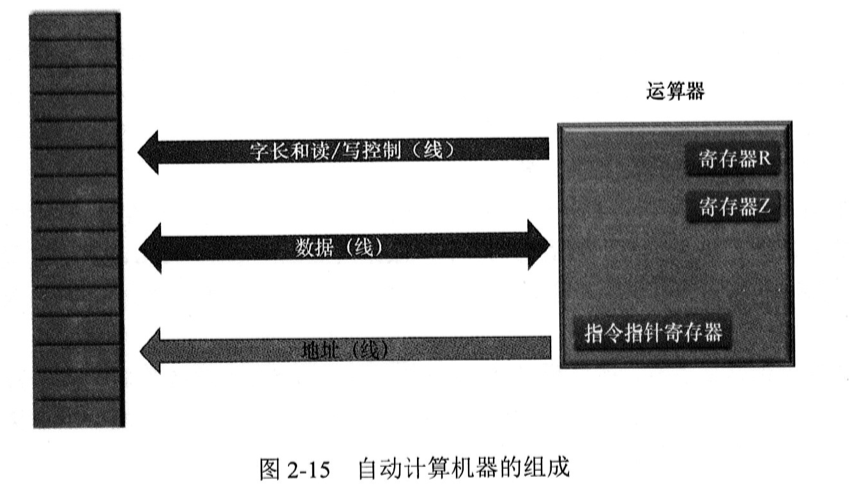 运算器
字长和读/写控制（线）
寄存器R
寄存器Z
数据（线）
指令指针寄存器
地址（线）
图 2-15 自动计算机器的组成